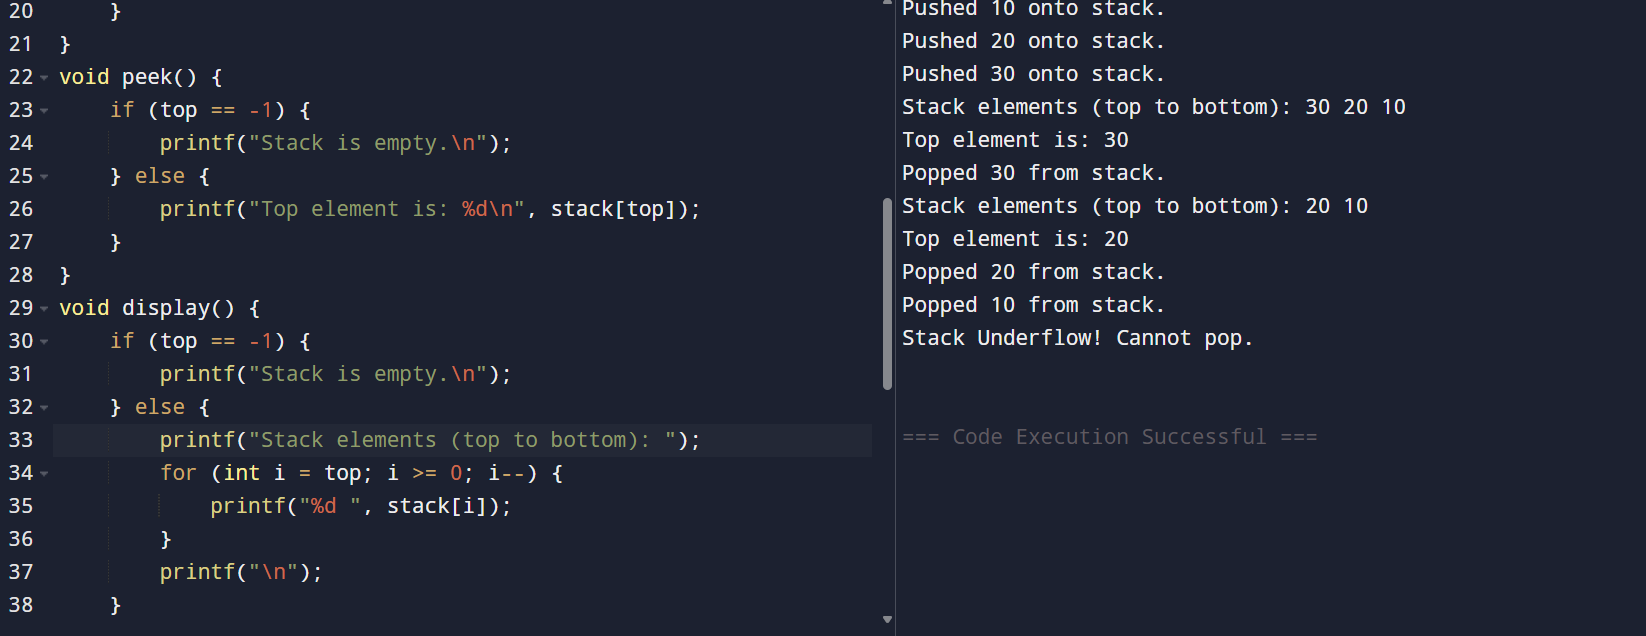 20     }
21 }
22 void peek() {
23     if (top == -1) {
24         printf("Stack is empty.\n");
25     } else {
26         printf("Top element is: %d\n", stack[top]);
27     }
28 }
29 void display() {
30     if (top == -1) {
31         printf("Stack is empty.\n");
32     } else {
33         printf("Stack elements (top to bottom): ");
34         for (int i = top; i >= 0; i--) {
35             printf("%d ", stack[i]);
36         }
37         printf("\n");
38     }
Pushed 10 onto stack.
Pushed 20 onto stack.
Pushed 30 onto stack.
Stack elements (top to bottom): 30 20 10
Top element is: 30
Popped 30 from stack.
Stack elements (top to bottom): 20 10
Top element is: 20
Popped 20 from stack.
Popped 10 from stack.
Stack Underflow! Cannot pop.
=== Code Execution Successful ===